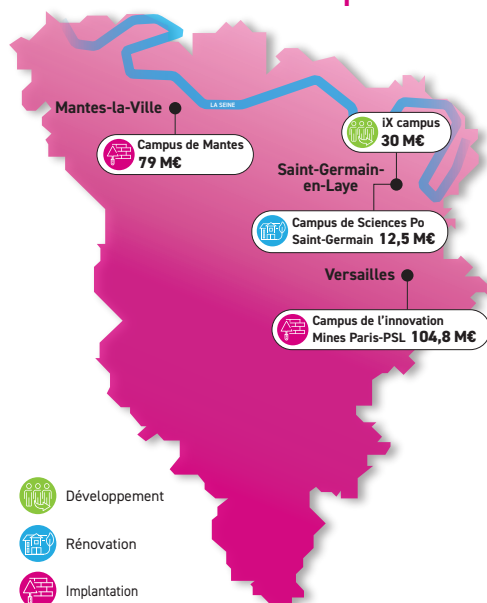 Mantes-la-Ville
LA SEINE
Campus de Mantes
79 M€
iX campus
30 M€
Saint-Germain-
en-Laye
Campus de Sciences Po
Saint-Germain 12,5 M€
Versailles
Campus de l'innovation
Mines Paris-PSL 104,8 M€
Développement
Rénovation
Implantation